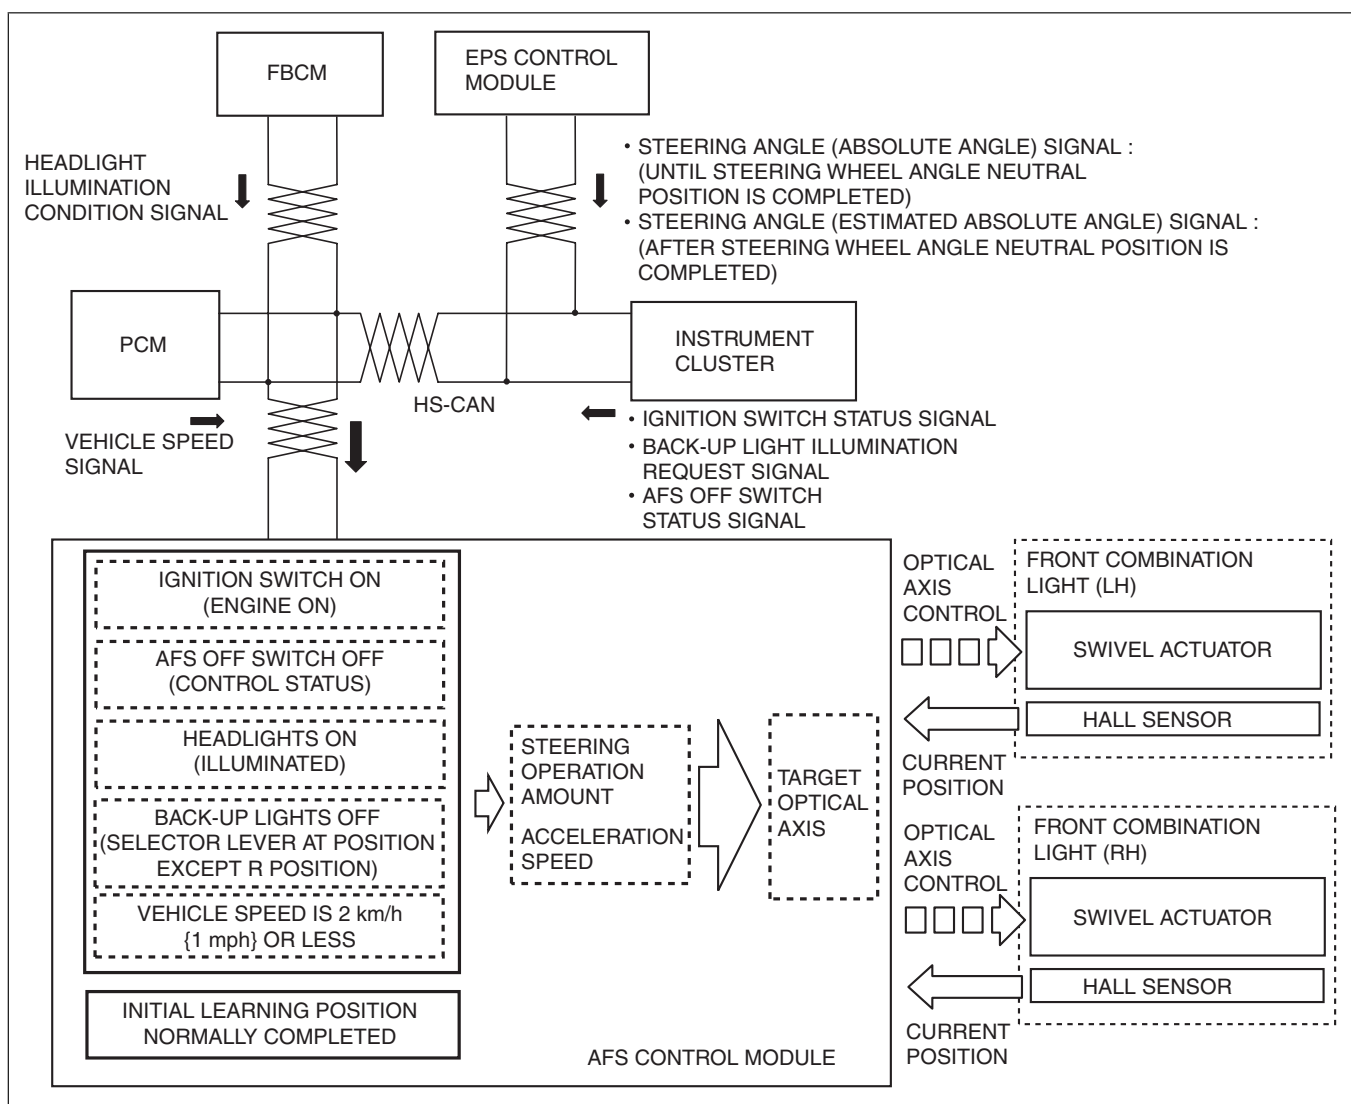 FBCM
EPS CONTROL
MODULE
HEADLIGHT
ILLUMINATION
CONDITION SIGNAL
• STEERING ANGLE (ABSOLUTE ANGLE) SIGNAL :
(UNTIL STEERING WHEEL ANGLE NEUTRAL
POSITION IS COMPLETED)
• STEERING ANGLE (ESTIMATED ABSOLUTE ANGLE) SIGNAL :
(AFTER STEERING WHEEL ANGLE NEUTRAL POSITION IS
COMPLETED)
PCM
INSTRUMENT
CLUSTER
HS-CAN
VEHICLE SPEED
SIGNAL
• IGNITION SWITCH STATUS SIGNAL
• BACK-UP LIGHT ILLUMINATION
REQUEST SIGNAL
• AFS OFF SWITCH
STATUS SIGNAL
IGNITION SWITCH ON
(ENGINE ON)
AFS OFF SWITCH OFF
(CONTROL STATUS)
HEADLIGHTS ON
(ILLUMINATED)
BACK-UP LIGHTS OFF
(SELECTOR LEVER AT POSITION
EXCEPT R POSITION)
VEHICLE SPEED IS 2 km/h
{1 mph} OR LESS
INITIAL LEARNING POSITION
NORMALLY COMPLETED
STEERING
OPERATION
AMOUNT
ACCELERATION
SPEED
TARGET
OPTICAL
AXIS
AFS CONTROL MODULE
OPTICAL
AXIS
CONTROL
FRONT COMBINATION
LIGHT (LH)
SWIVEL ACTUATOR
HALL SENSOR
CURRENT
POSITION
OPTICAL
AXIS
CONTROL
FRONT COMBINATION
LIGHT (RH)
SWIVEL ACTUATOR
HALL SENSOR
CURRENT
POSITION